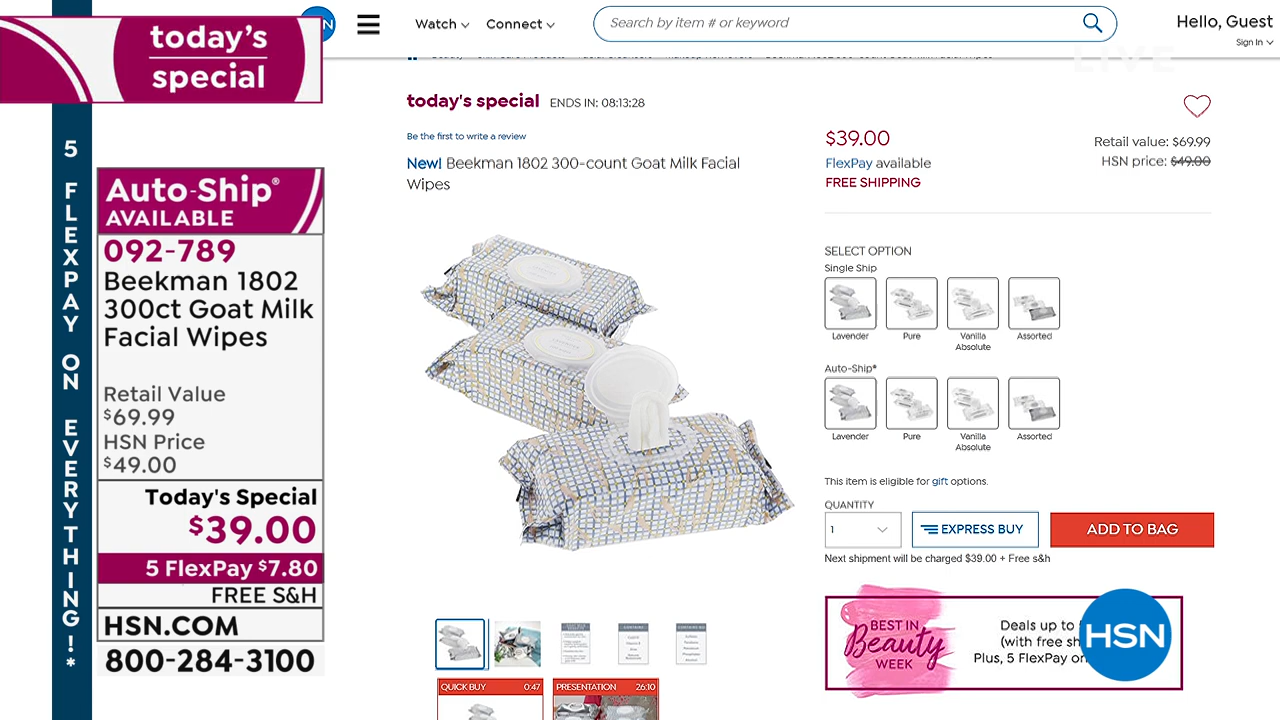 today's
special
5 FLEXPAY ON EVERYTHING!*
Auto-Ship®
AVAILABLE
092-789
Beekman 1802
300ct Goat Milk
Facial Wipes
Retail Value
$69.99
HSN Price
$49.00
Today's Special
$39.00
5 FlexPay $7.80
FREE S&H
HSN.COM
800-284-3100
Watch
Connect
Search by item # or keyword
Hello, Guest
Sign In
LIVE
today's special ENDS IN: 08:13:28
Be the first to write a review
New! Beekman 1802 300-count Goat Milk Facial
Wipes
$39.00
FlexPay available
FREE SHIPPING
Retail value: $69.99
HSN price: $49.00
SELECT OPTION
Single Ship
Lavender
Pure
Vanilla
Absolute
Assorted
Auto-Ship®
Lavender
Pure
Vanilla
Absolute
Assorted
This item is eligible for gift options.
QUANTITY
1
EXPRESS BUY
ADD TO BAG
Next shipment will be charged $39.00 + Free s&h
QUICK BUY 0:47
PRESENTATION 26:10
BEST IN
Beauty
WEEK
Deals up to
(with free sh
Plus, 5 FlexPay on
HSN